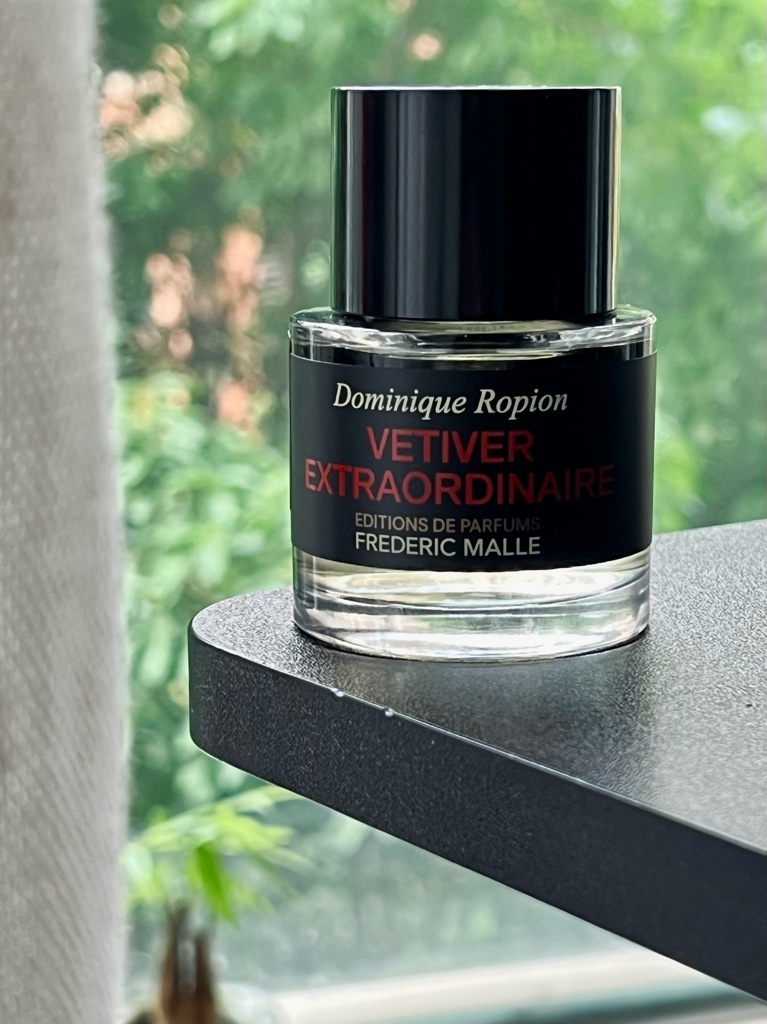 Dominique Ropion
VETIVER
EXTRAORDINAIRE
EDITIONS DE PARFUMS
FREDERIC MALLE